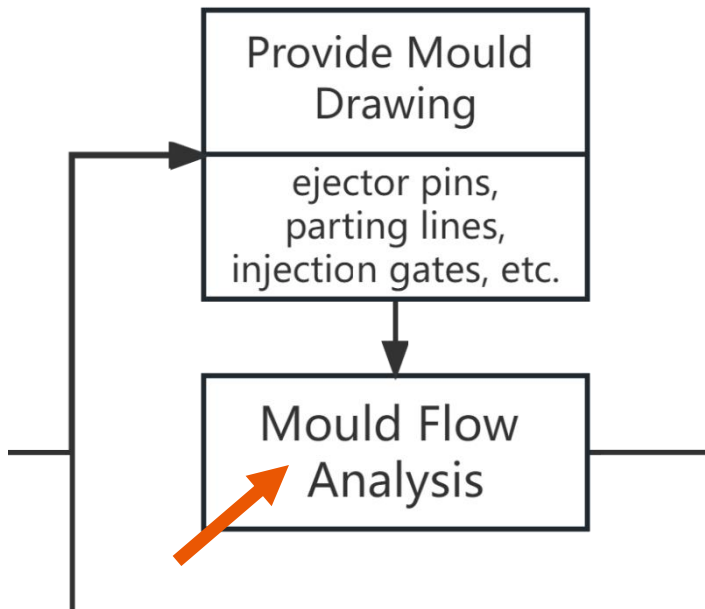 Provide Mould
Drawing
ejector pins,
parting lines,
injection gates, etc.
Mould Flow
Analysis